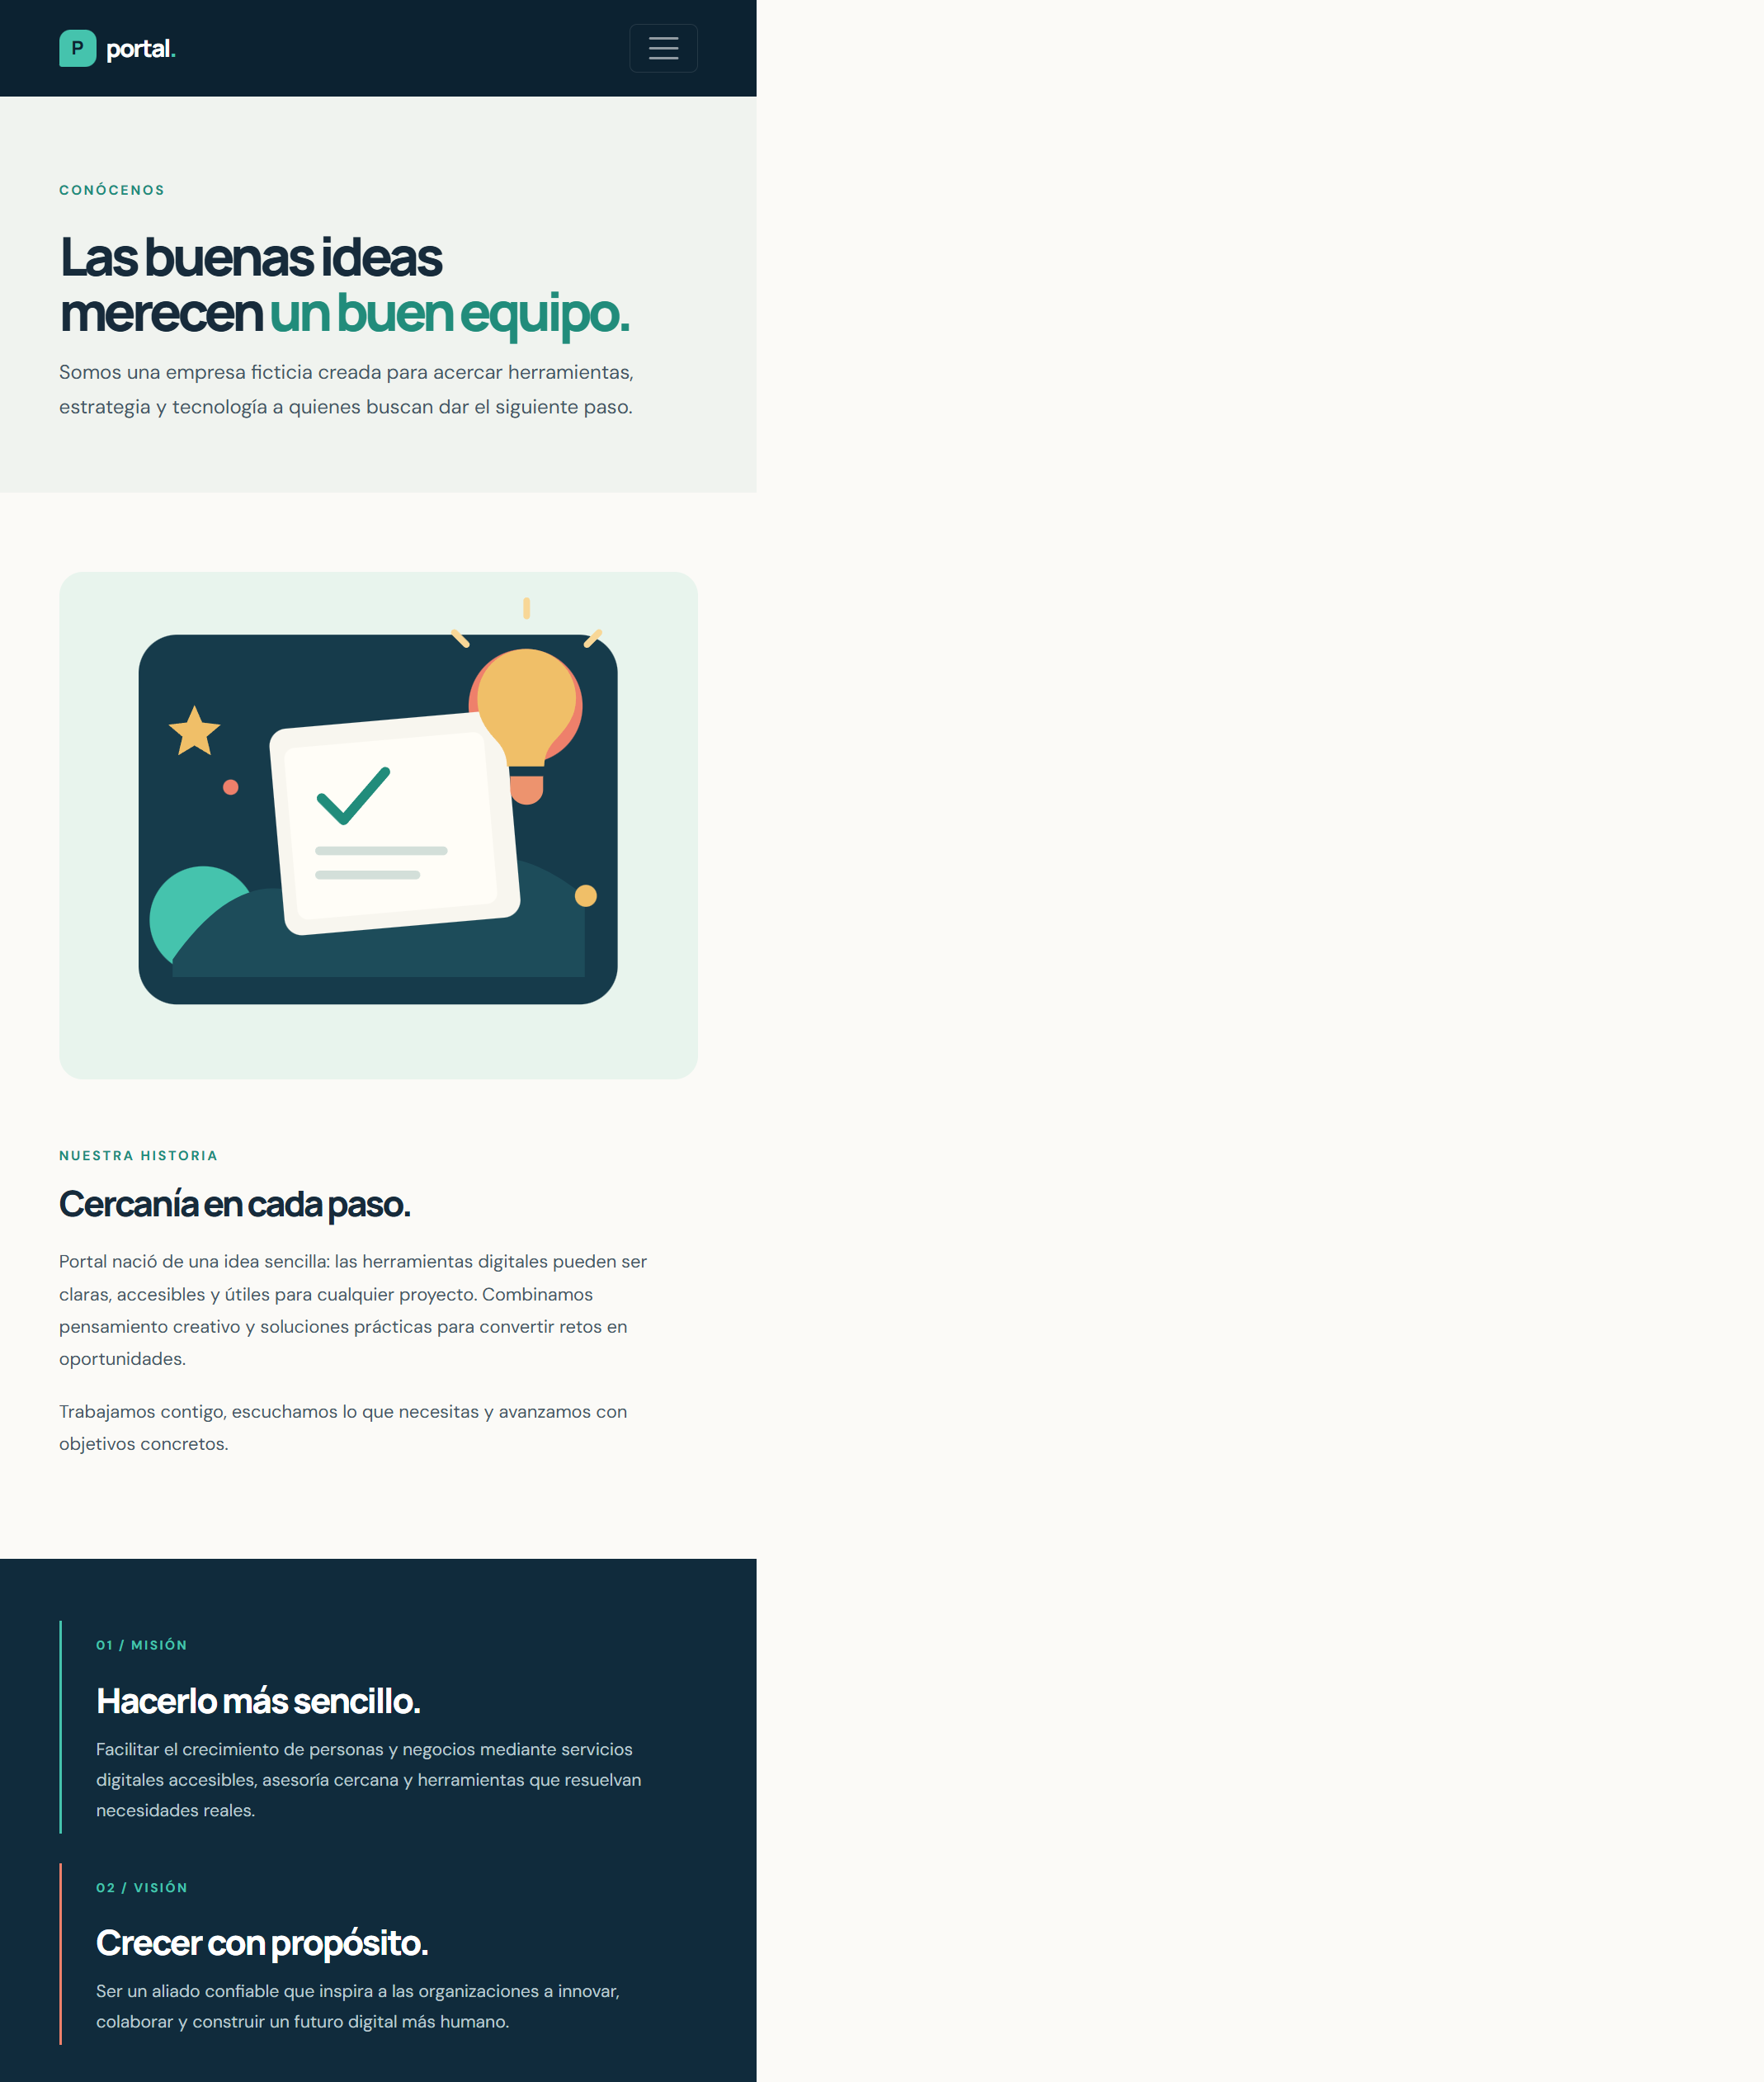 P portal.
CONÓCENOS
Las buenas ideas
merecen un buen equipo.
Somos una empresa ficticia creada para acercar herramientas,
estrategia y tecnología a quienes buscan dar el siguiente paso.
NUESTRA HISTORIA
Cercanía en cada paso.
Portal nació de una idea sencilla: las herramientas digitales pueden ser
claras, accesibles y útiles para cualquier proyecto. Combinamos
pensamiento creativo y soluciones prácticas para convertir retos en
oportunidades.
Trabajamos contigo, escuchamos lo que necesitas y avanzamos con
objetivos concretos.
01 / MISIÓN
Hacerlo más sencillo.
Facilitar el crecimiento de personas y negocios mediante servicios
digitales accesibles, asesoría cercana y herramientas que resuelvan
necesidades reales.
02 / VISIÓN
Crecer con propósito.
Ser un aliado confiable que inspira a las organizaciones a innovar,
colaborar y construir un futuro digital más humano.